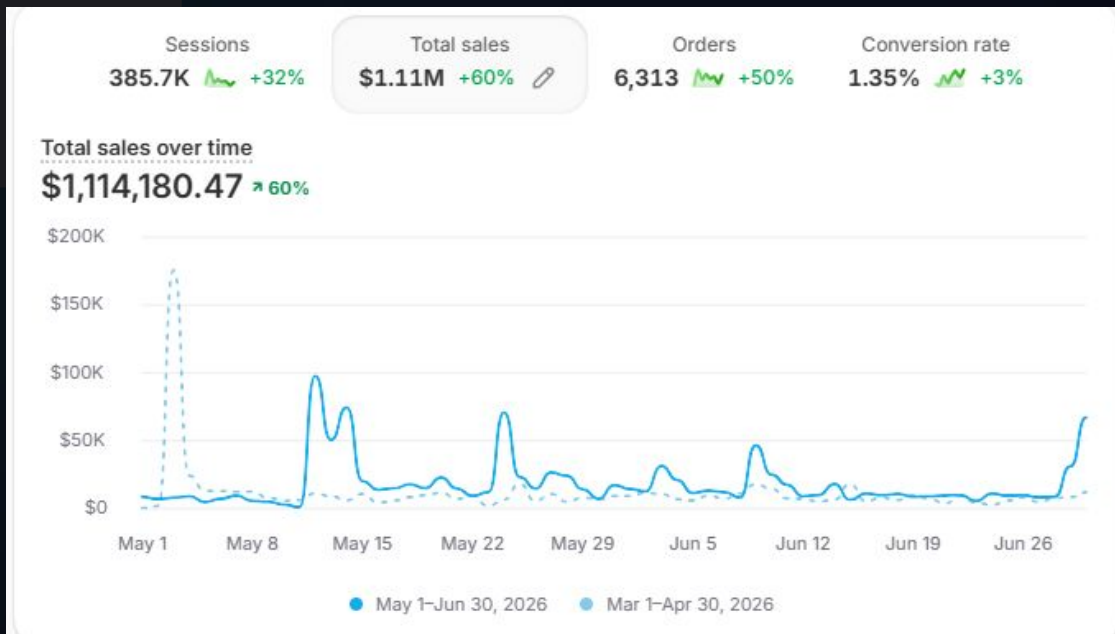 Sessions Total sales Orders Conversion rate
385.7K +32% $1.11M +60% 6,313 +50% 1.35% +3%
Total sales over time
$1,114,180.47 60%
$200K
$150K
$100K
$50K
$0
May 1 May 8 May 15 May 22 May 29 Jun 5 Jun 12 Jun 19 Jun 26
May 1–Jun 30, 2026 Mar 1–Apr 30, 2026